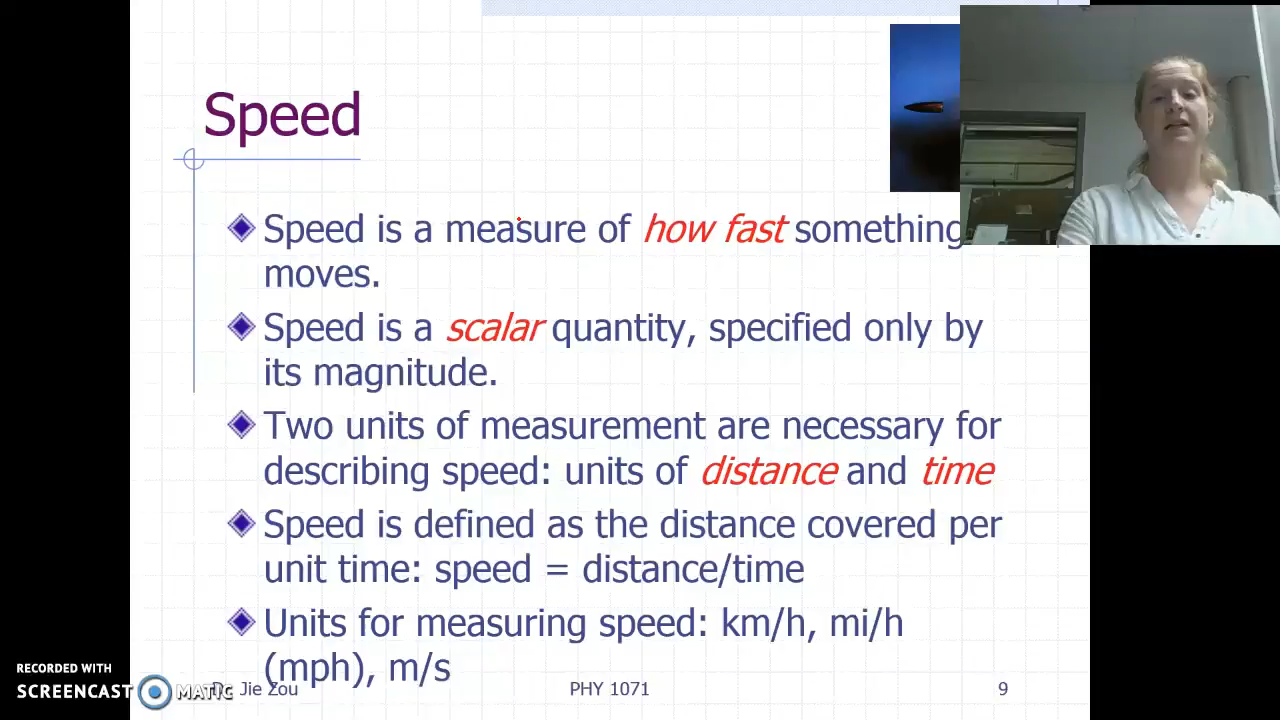 Speed
Speed is a measure of how fast something
moves.
Speed is a scalar quantity, specified only by
its magnitude.
Two units of measurement are necessary for
describing speed: units of distance and time
Speed is defined as the distance covered per
unit time: speed = distance/time
Units for measuring speed: km/h, mi/h
(mph), m/s
RECORDED WITH
SCREENCAST MATIC
Jie Zou
PHY 1071
9